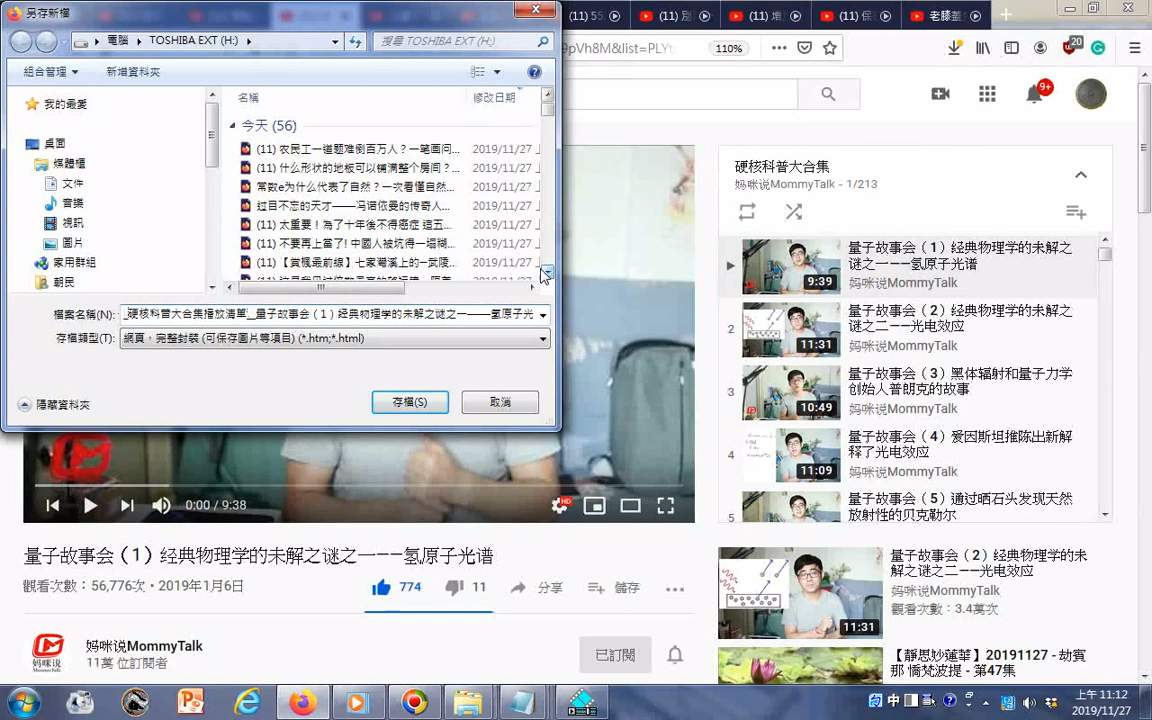 另存新檔
電腦 TOSHIBA EXT (H:)
搜尋 TOSHIBA EXT (H:)
組合管理 新增資料夾
我的最愛
桌面
媒體櫃
文件
音樂
視訊
圖片
家用群組
朝民
名稱 修改日期
今天 (56)
(11) 农民工一道题难倒百万人？一笔画问... 2019/11/27
(11) 什么形状的地板可以铺满整个房间？... 2019/11/27
常数e为什么代表了自然？一次看懂自然... 2019/11/27
过目不忘的天才——冯诺依曼的传奇人... 2019/11/27
(11) 太重要！為了十年後不得癌症 這五... 2019/11/27
(11) 不要再上當了! 中國人被坑得一塌糊... 2019/11/27
(11) 【賞楓最前線】七家灣溪上的一武陵... 2019/11/27
檔案名稱(N): _硬核科普大合集播放清單_量子故事会（1）经典物理学的未解之谜之一——氢原子光
存檔類型(T): 網頁，完整封裝 (可保存圖片等項目) (*.htm;*.html)
隱藏資料夾
存檔(S)
取消
(11) 55
(11) 別
(11) 堆
(11) 保
老膝蓋
9pVh8M&list=PLY
110%
20
9+
硬核科普大合集
妈咪说MommyTalk - 1/213
量子故事会（1）经典物理学的未解之
谜之一——氢原子光谱
妈咪说MommyTalk
9:39
2
量子故事会（2）经典物理学的未解之
谜之二——光电效应
妈咪说MommyTalk
11:31
3
量子故事会（3）黑体辐射和量子力学
创始人普朗克的故事
妈咪说MommyTalk
10:49
4
量子故事会（4）爱因斯坦推陈出新解
释了光电效应
妈咪说MommyTalk
11:09
5
量子故事会（5）通过晒石头发现天然
放射性的贝克勒尔
0:00 / 9:38
HD
量子故事会（1）经典物理学的未解之谜之一——氢原子光谱
觀看次數：56,776次 • 2019年1月6日
774
11
分享
儲存
妈咪说
妈咪说MommyTalk
11萬 位訂閱者
已訂閱
量子故事会（2）经典物理学的未
解之谜之二——光电效应
妈咪说MommyTalk
觀看次數：3.4萬次
11:31
【靜思妙蓮華】20191127 - 劫賓
那 憍梵波提 - 第47集
中
上午 11:12
2019/11/27